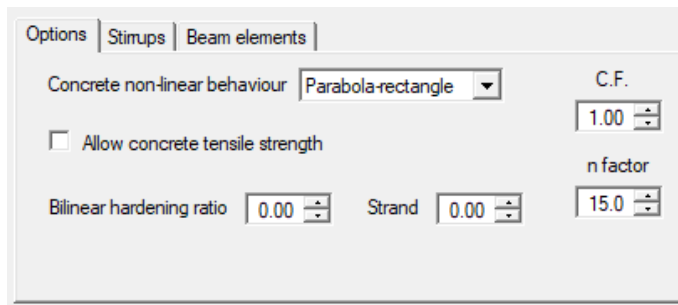 Options Stirrups Beam elements
Concrete non-linear behaviour Parabola-rectangle C.F.
1.00
Allow concrete tensile strength
n factor
Bilinear hardening ratio 0.00 Strand 0.00 15.0